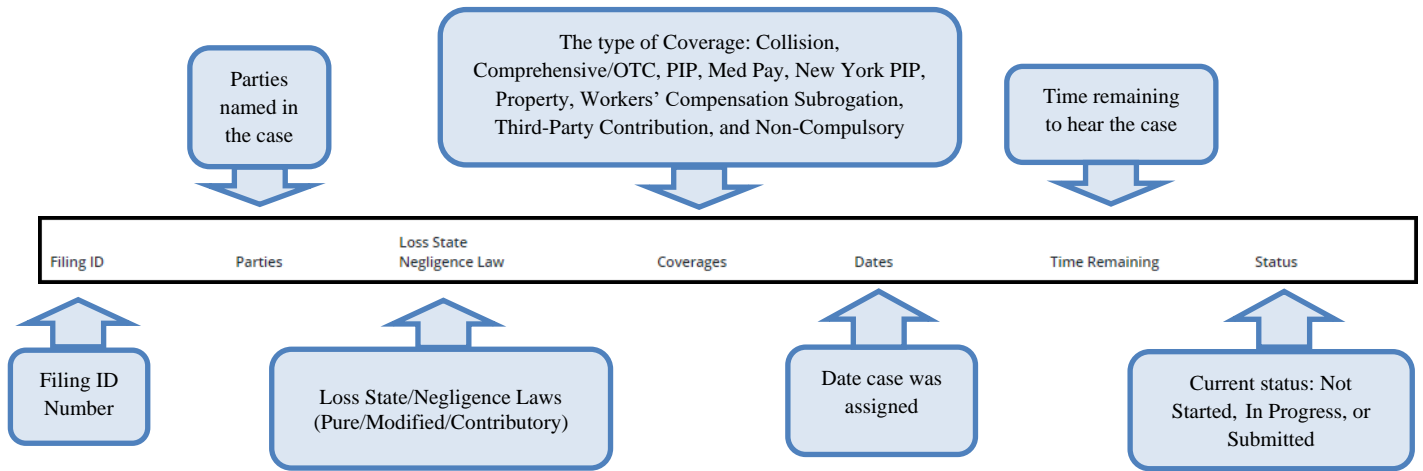 The type of Coverage: Collision,
Comprehensive/OTC, PIP, Med Pay, New York PIP,
Property, Workers’ Compensation Subrogation,
Third-Party Contribution, and Non-Compulsory
Parties
named in
the case
Time remaining
to hear the case
Filing ID
Parties
Loss State
Negligence Law
Coverages
Dates
Time Remaining
Status
Filing ID
Number
Loss State/Negligence Laws
(Pure/Modified/Contributory)
Date case was
assigned
Current status: Not
Started, In Progress, or
Submitted